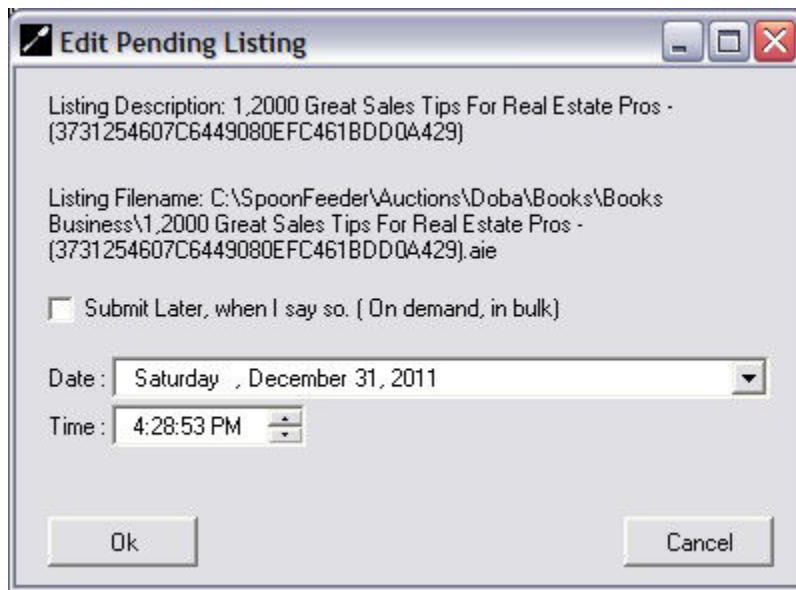 Edit Pending Listing
Listing Description: 1,2000 Great Sales Tips For Real Estate Pros -
(3731254607C6449080EFC461BDD0A429)
Listing Filename: C:\SpoonFeeder\Auctions\Doba\Books\Books
Business\1,2000 Great Sales Tips For Real Estate Pros -
(3731254607C6449080EFC461BDD0A429).aie
Submit Later, when I say so. ( On demand, in bulk)
Date : Saturday , December 31, 2011
Time : 4:28:53 PM
Ok Cancel